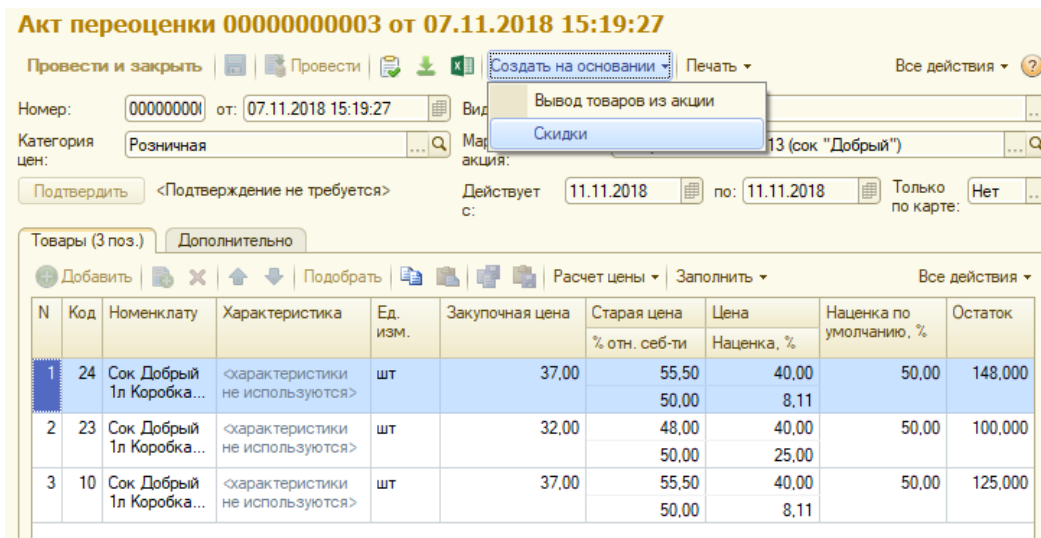 Акт переоценки 00000000003 от 07.11.2018 15:19:27
Провести и закрыть Провести Создать на основании Печать Все действия ?
Вывод товаров из акции
Скидки
Номер: 000000000 от: 07.11.2018 15:19:27 Вид
Категория цен: Розничная ... Мар акция: 13 (сок "Добрый")
Подтвердить <Подтверждение не требуется> Действует с: 11.11.2018 по: 11.11.2018 Только по карте: Нет ...
Товары (3 поз.) Дополнительно
Добавить Подобрать Расчет цены Заполнить Все действия
N Код Номенклату Характеристика Ед. изм. Закупочная цена Старая цена Цена Наценка по умолчанию, % Остаток
% отн. себ-ти Наценка, %
1 24 Сок Добрый <характеристики шт 37,00 55,50 40,00 50,00 148,000
1л Коробка... не используются> 50,00 8,11
2 23 Сок Добрый <характеристики шт 32,00 48,00 40,00 50,00 100,000
1л Коробка... не используются> 50,00 25,00
3 10 Сок Добрый <характеристики шт 37,00 55,50 40,00 50,00 125,000
1л Коробка... не используются> 50,00 8,11